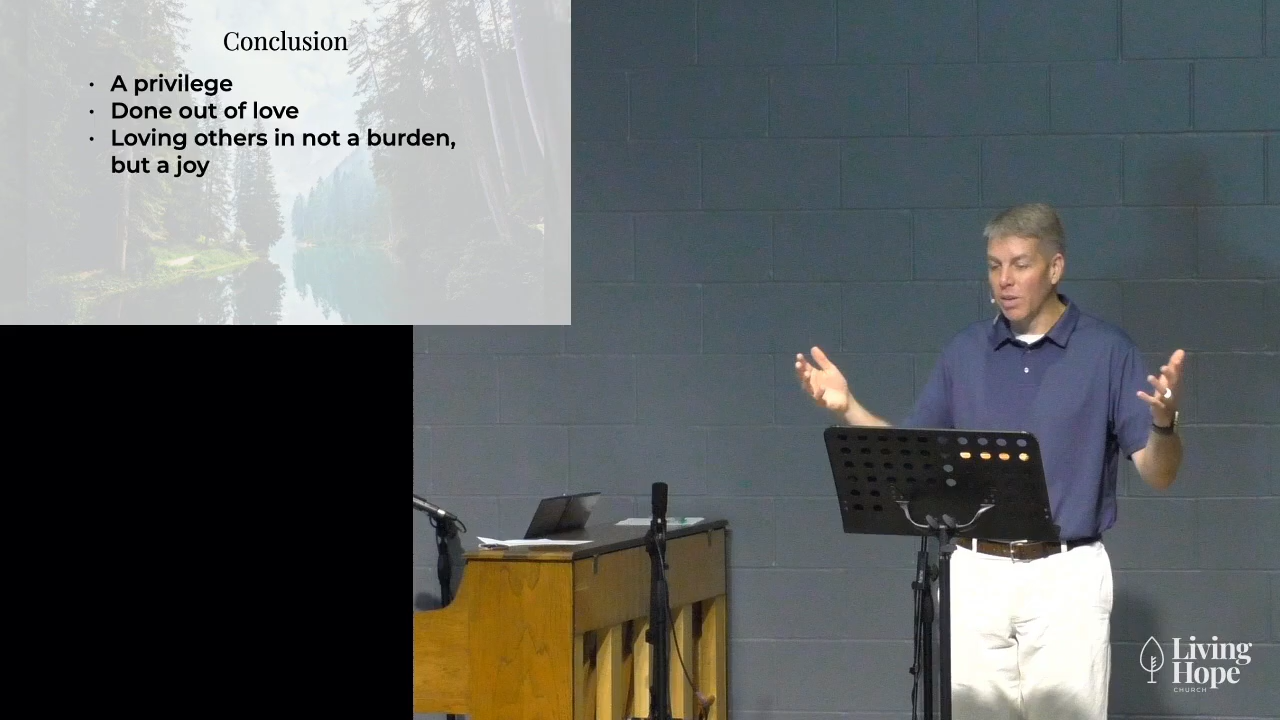 Conclusion
• A privilege
• Done out of love
• Loving others in not a burden,
but a joy
Living
Hope
CHURCH